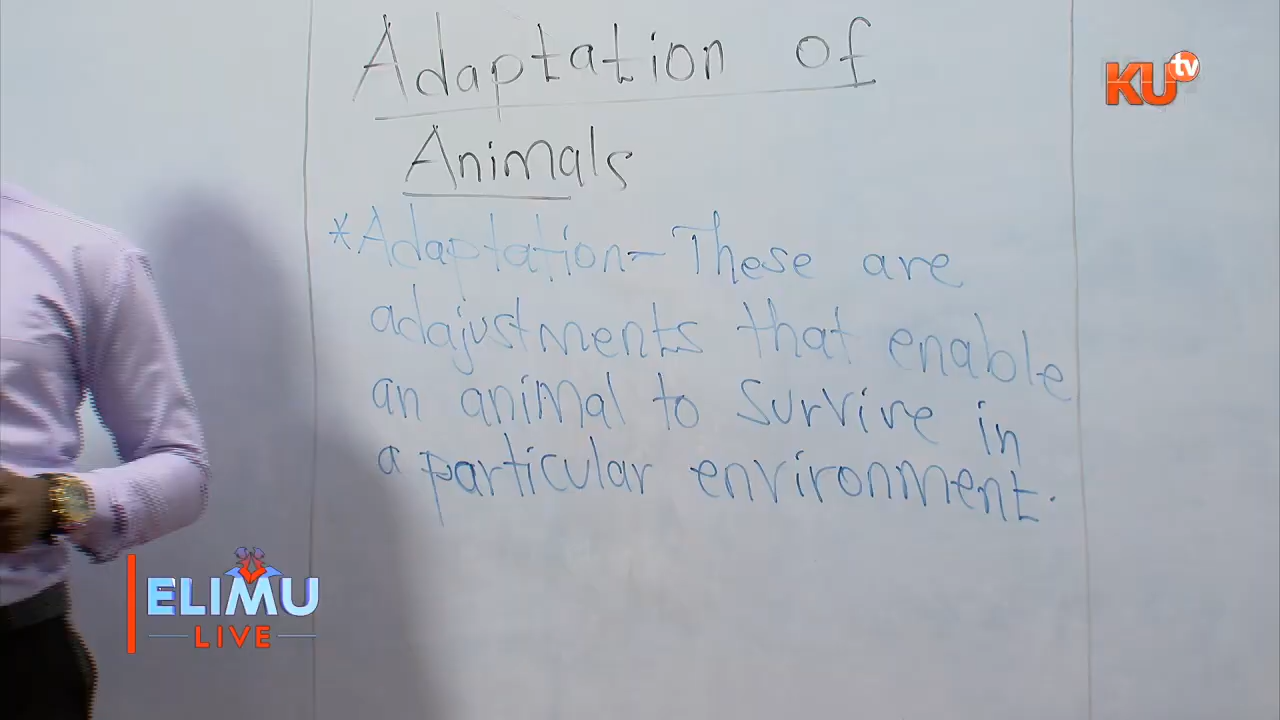 Adaptation of
Animals
*Adaptation- These are
adajustments that enable
an animal to survive in
a particular environment.
KU tv
ELIMU
LIVE